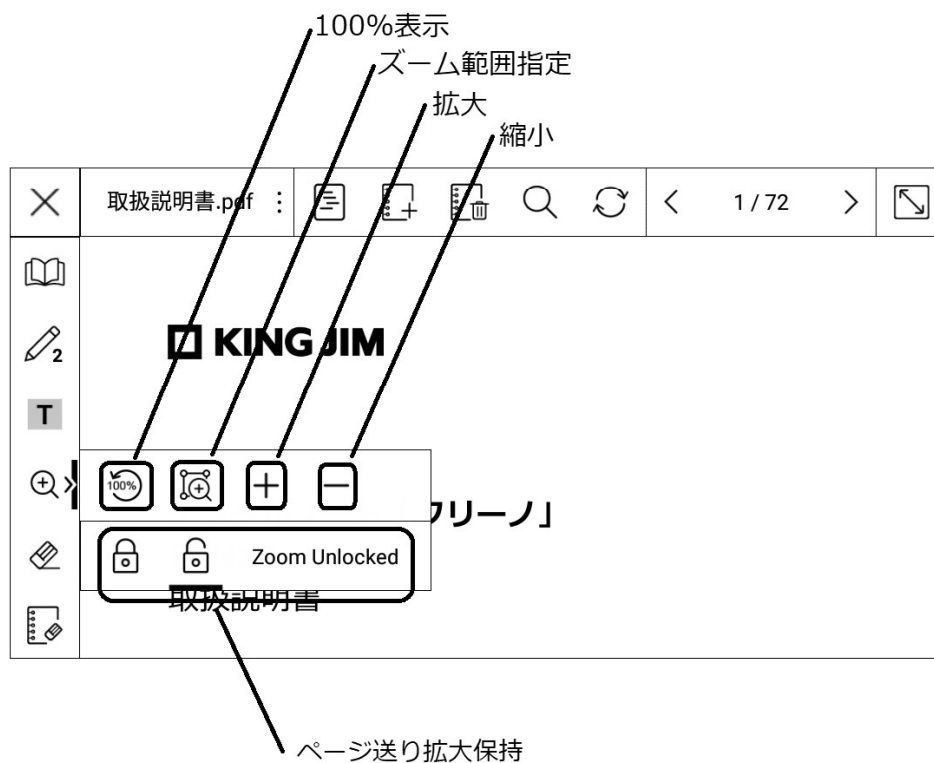 100%表示
ズーム範囲指定
拡大
縮小
取扱説明書.pdf
1 / 72
2
KING JIM
T
100%
フリーノ」
Zoom Unlocked
取扱説明書
ページ送り拡大保持